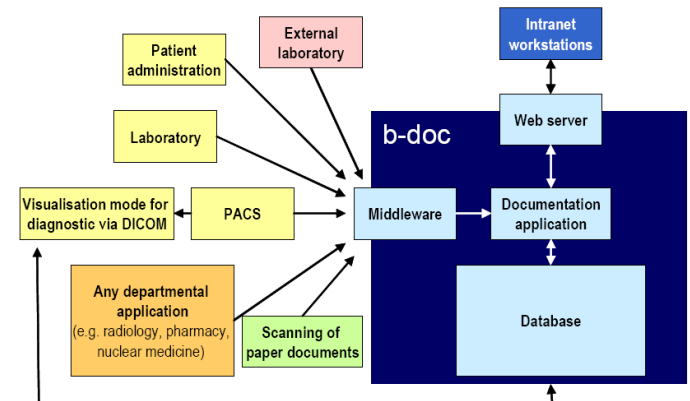 External
laboratory
Intranet
workstations
Patient
administration
Web server
b-doc
Laboratory
Visualisation mode for
diagnostic via DICOM
PACS
Middleware
Documentation
application
Any departmental
application
(e.g. radiology, pharmacy,
nuclear medicine)
Scanning of
paper documents
Database